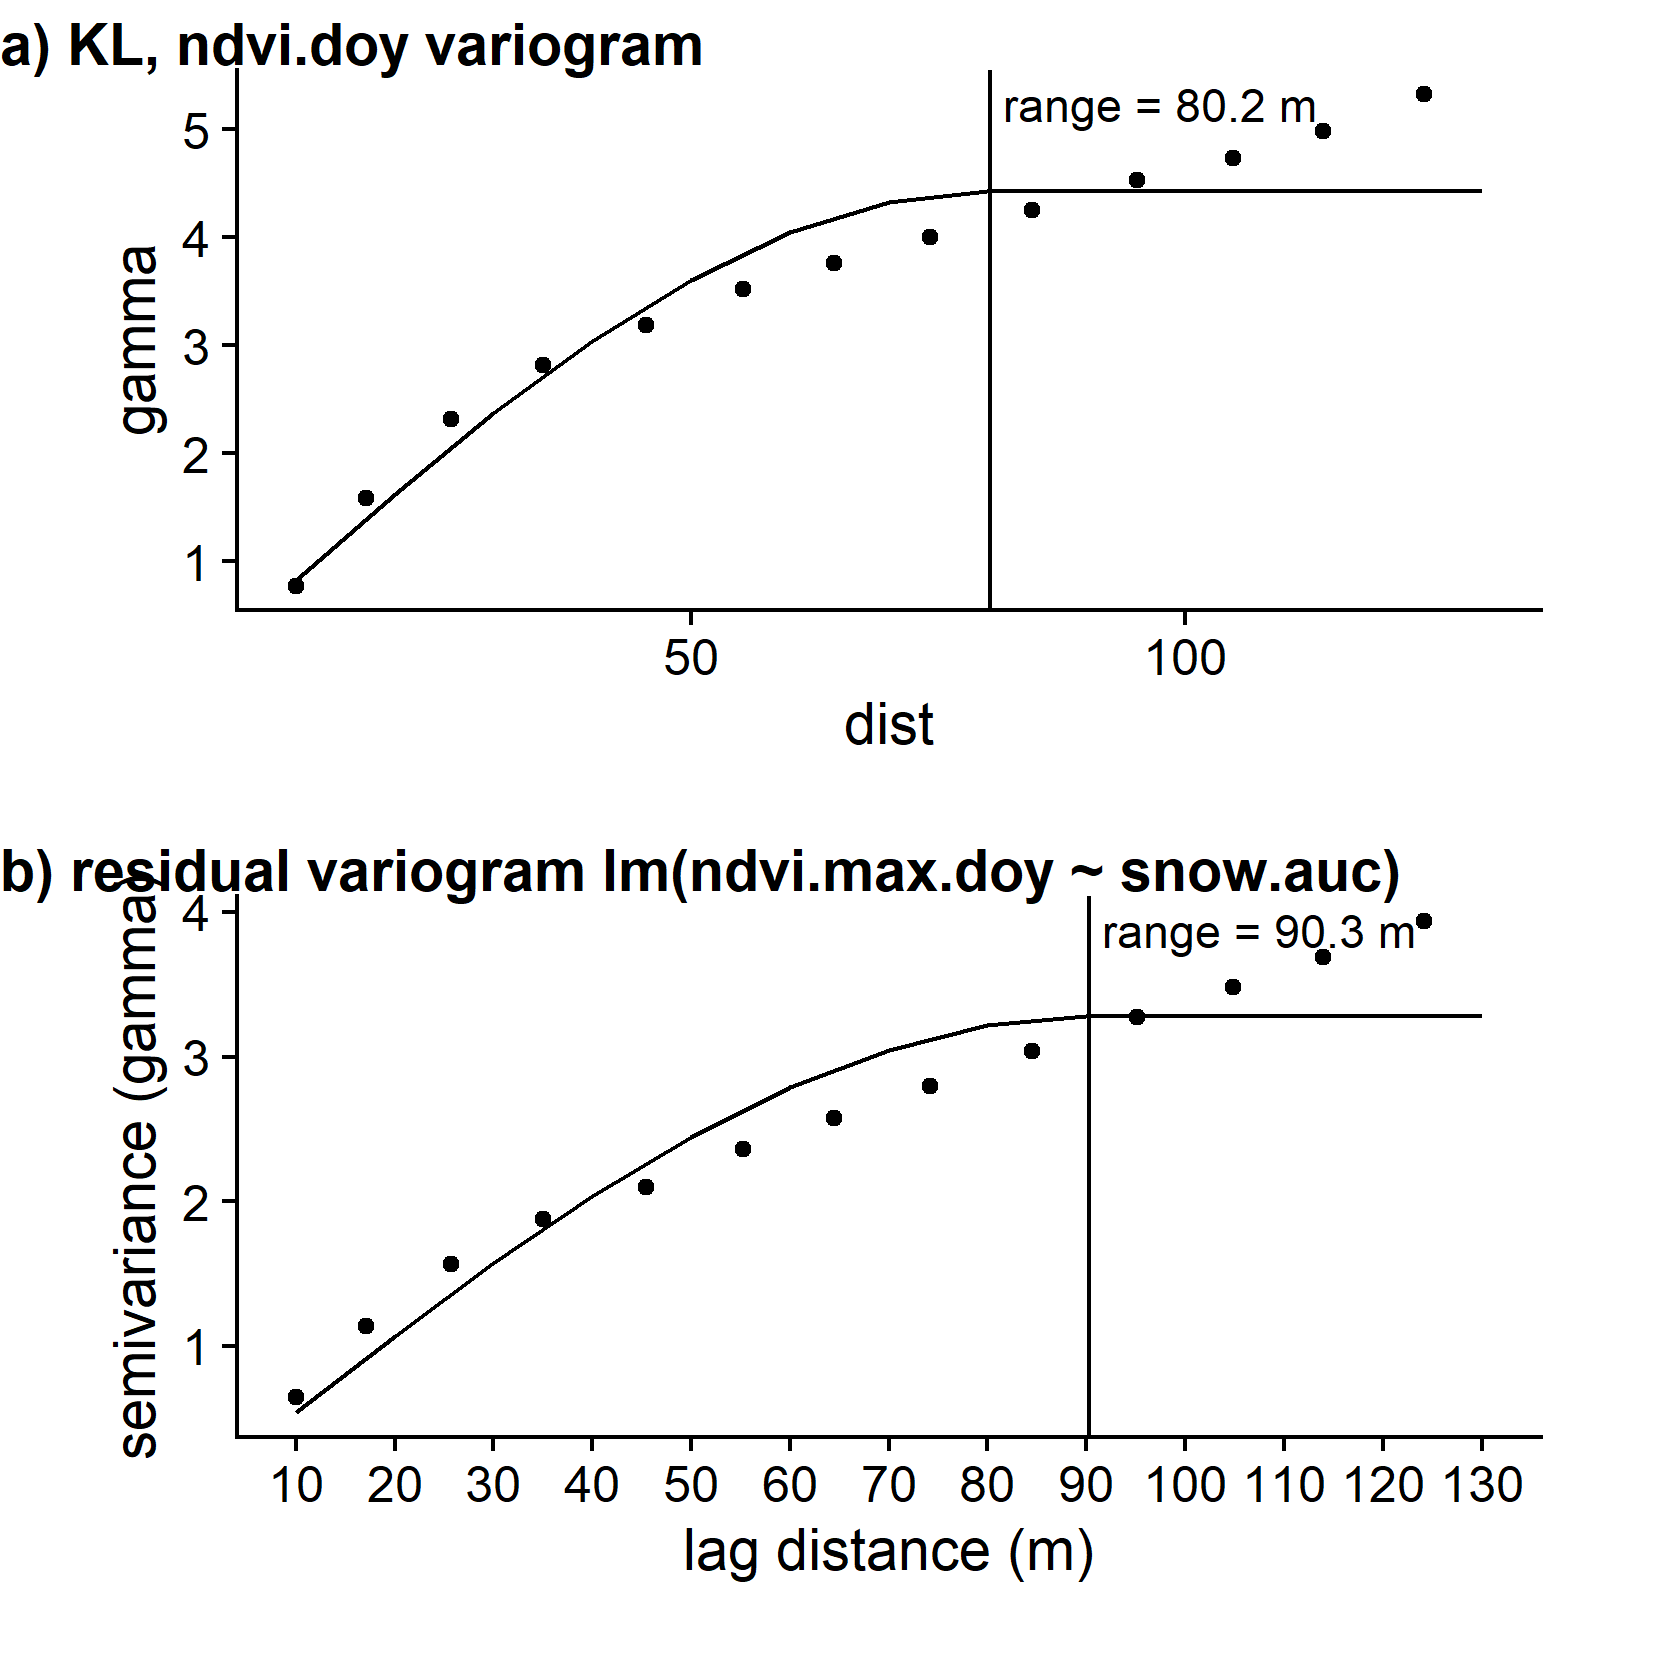 a) KL, ndvi.doy variogram
range = 80.2 m
5
4
3
2
1
gamma
50 100
dist
b) residual variogram lm(ndvi.max.doy ~ snow.auc)
range = 90.3 m
4
3
2
1
semivariance (gamma)
10 20 30 40 50 60 70 80 90 100 110 120 130
lag distance (m)